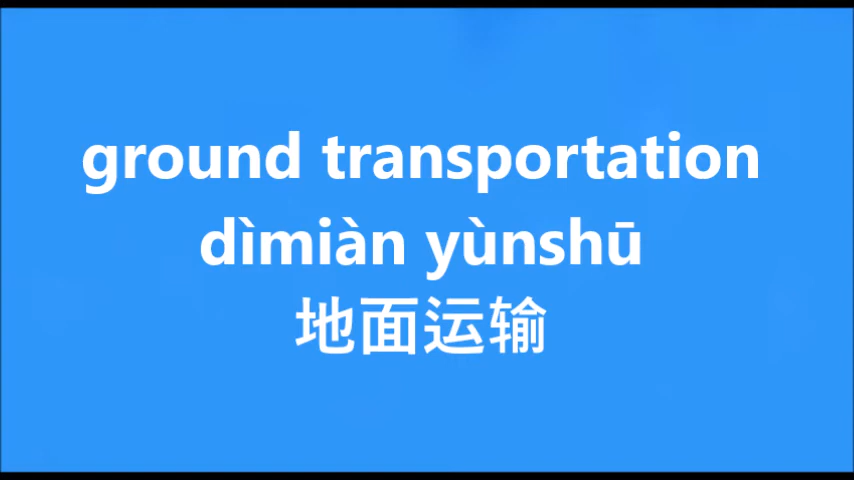 ground transportation
dìmiàn yùnshū
地面运输